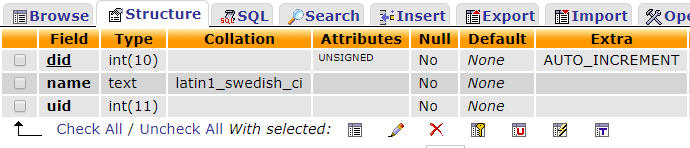 Browse Structure SQL Search Insert Export Import Ope
Field Type Collation Attributes Null Default Extra
did int(10) UNSIGNED No None AUTO_INCREMENT
name text latin1_swedish_ci No None
uid int(11) No None
Check All / Uncheck All With selected: